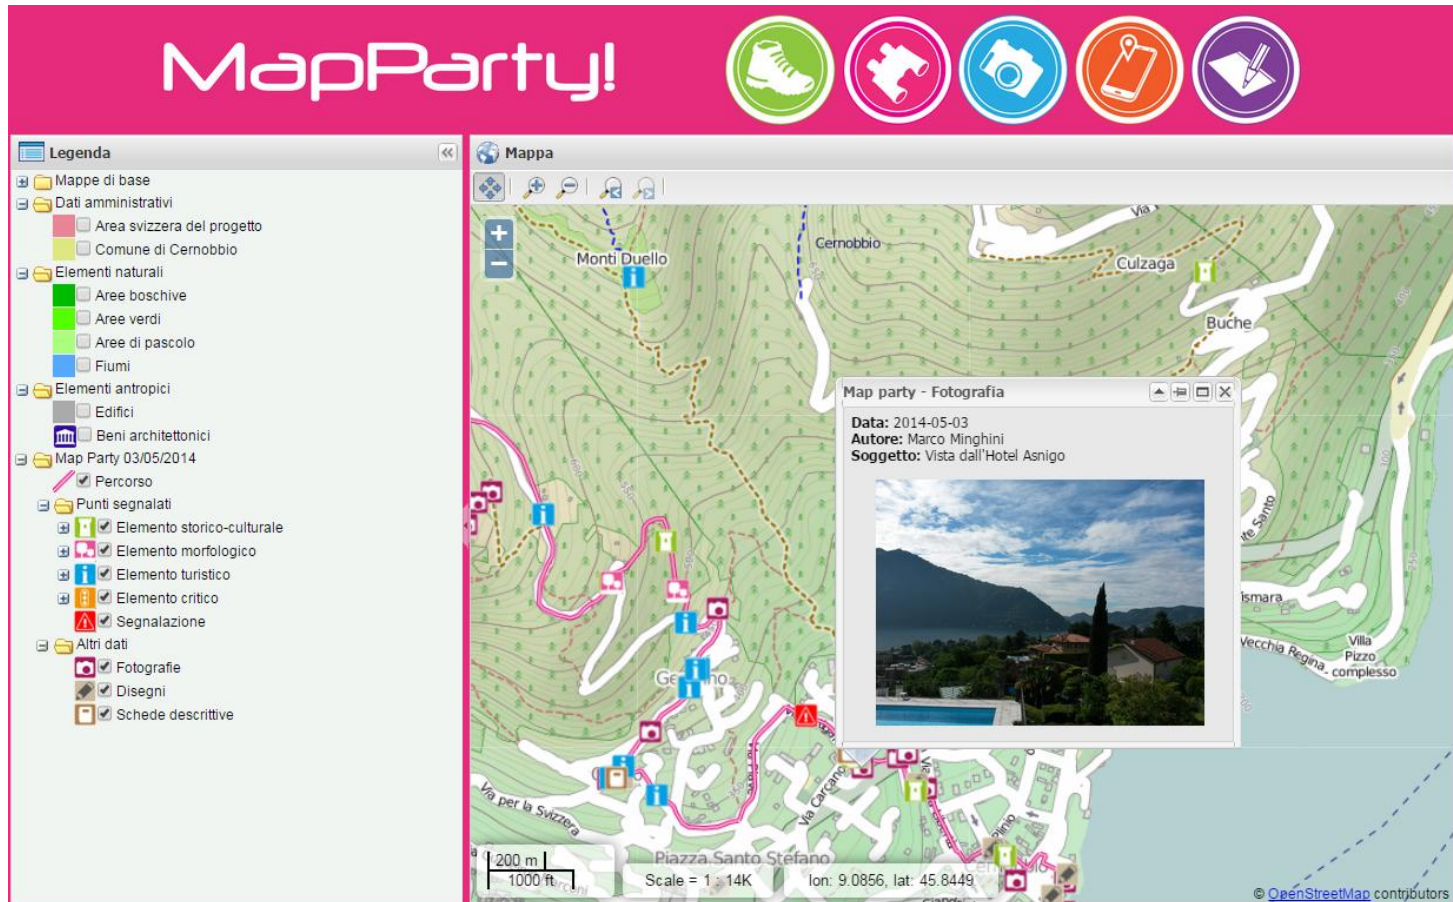 MapParty!
Legenda
Mappe di base
Dati amministrativi
Area svizzera del progetto
Comune di Cernobbio
Elementi naturali
Aree boschive
Aree verdi
Aree di pascolo
Fiumi
Elementi antropici
Edifici
Beni architettonici
Map Party 03/05/2014
Percorso
Punti segnalati
Elemento storico-culturale
Elemento morfologico
Elemento turistico
Elemento critico
Segnalazione
Altri dati
Fotografie
Disegni
Schede descrittive
Mappa
Monti Duello
Cernobbio
Culzaga
Buche
Map party - Fotografia
Data: 2014-05-03
Autore: Marco Minghini
Soggetto: Vista dall'Hotel Asnigo
Villa
Pizzo
complesso
Vecchia Regina
Via Carcano
Via per la Svizzera
Plinio
Piazza Santo Stefano
200 m
1000 ft
Scale = 1 : 14K
lon: 9.0856, lat: 45.8449
© OpenStreetMap contributors